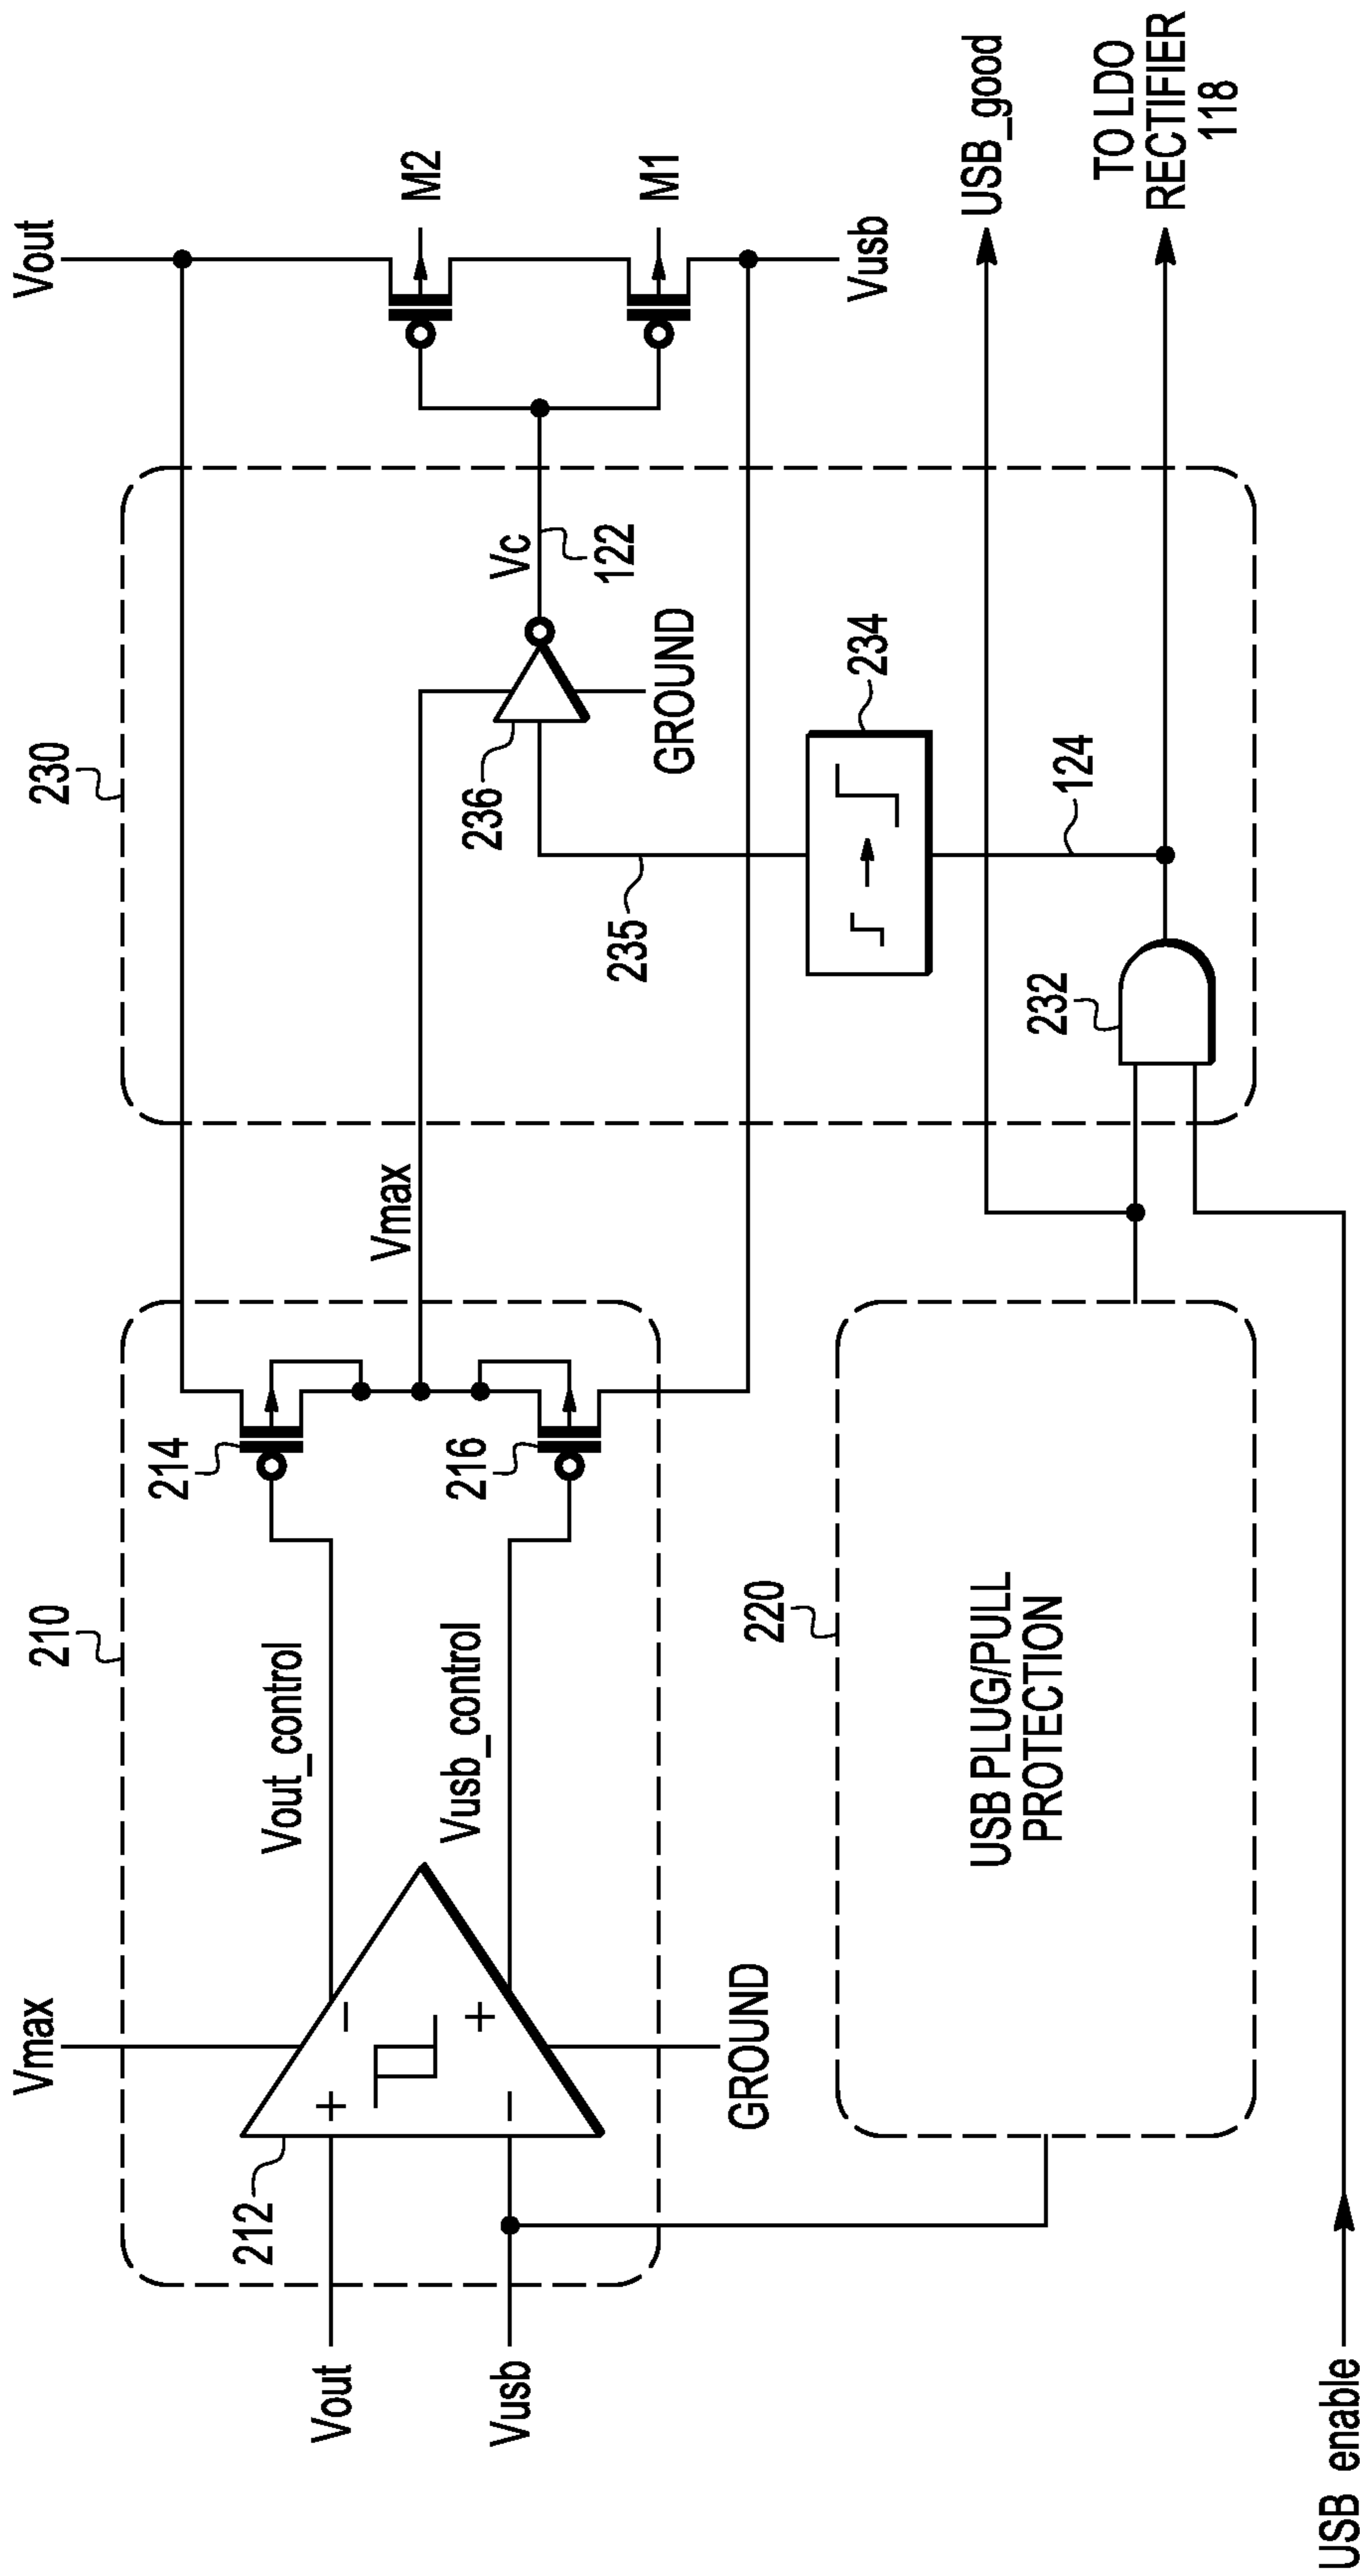 Vout
M2
M1
Vusb
USB_good
TO LDO
RECTIFIER
118
230
Vc
122
GROUND
236
234
235
124
232
Vmax
210
214
216
Vout_control
Vusb_control
220
USB PLUG/PULL
PROTECTION
Vmax
GROUND
212
Vout
Vusb
USB enable
+
−
−
+